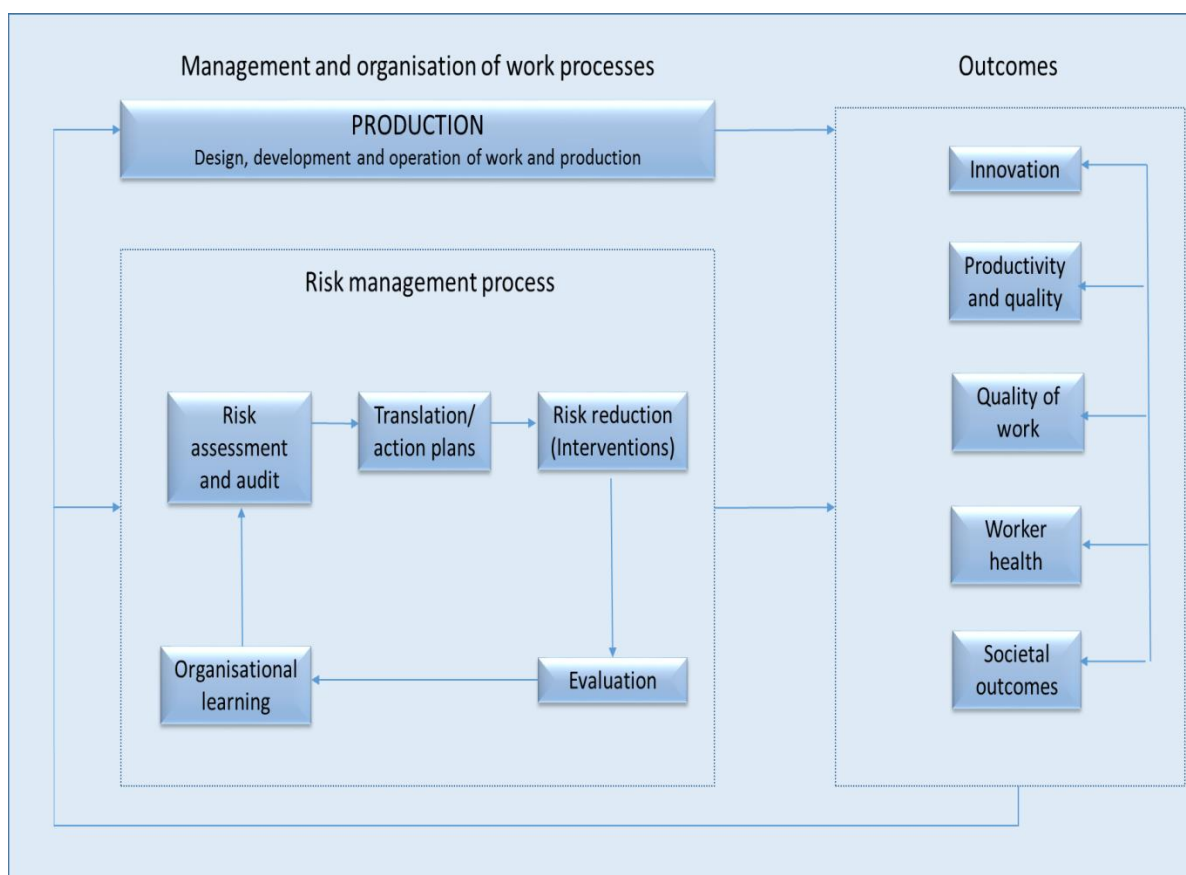 Management and organisation of work processes
Outcomes
PRODUCTION
Design, development and operation of work and production
Risk management process
Risk
assessment
and audit
Translation/
action plans
Risk reduction
(Interventions)
Organisational
learning
Evaluation
Innovation
Productivity
and quality
Quality of
work
Worker
health
Societal
outcomes